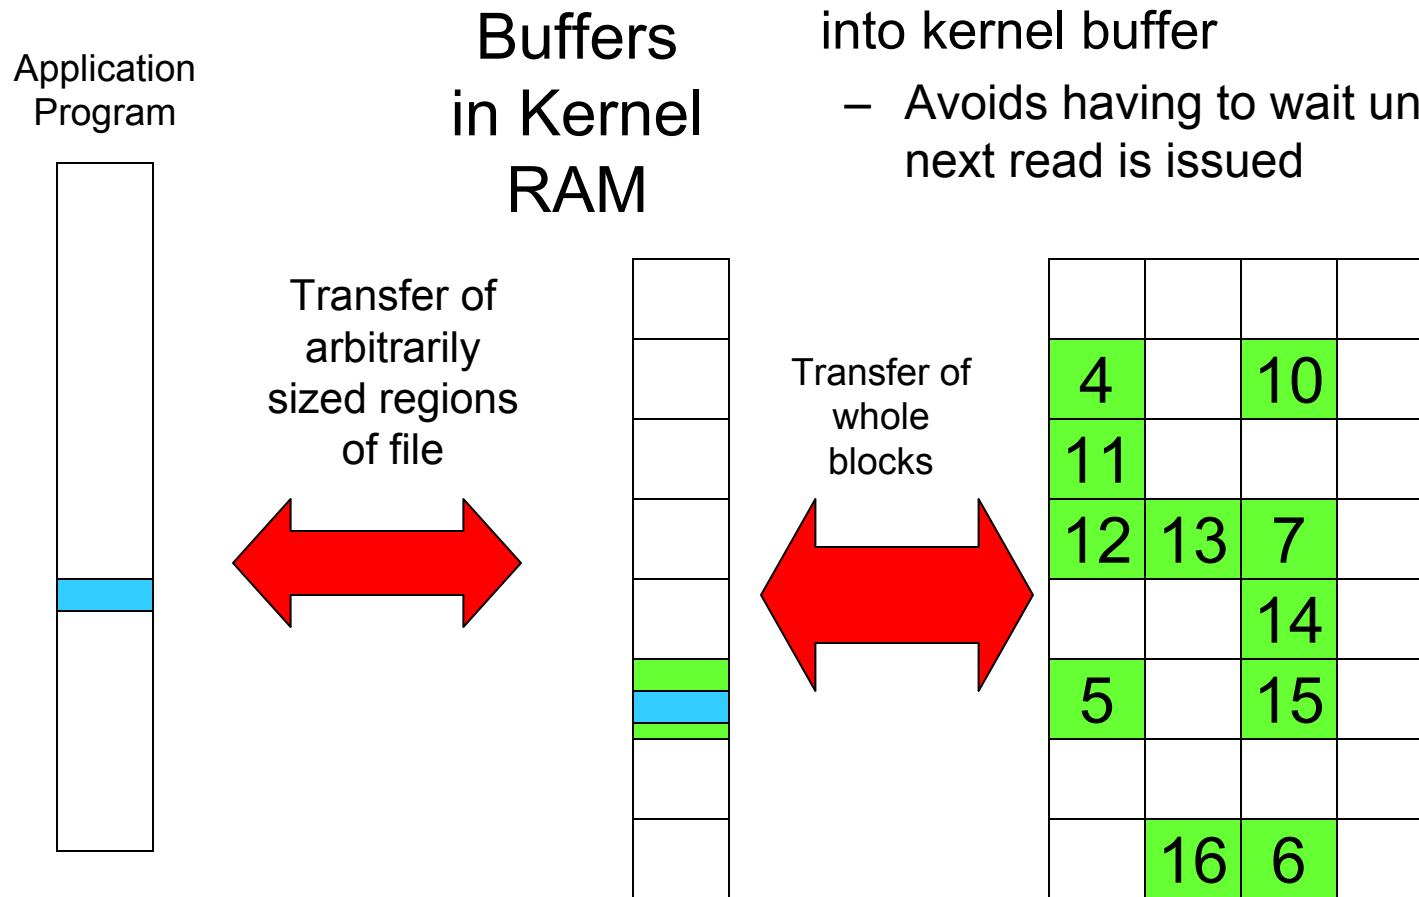 Application
Program
Buffers
in Kernel
RAM
into kernel buffer
– Avoids having to wait un
next read is issued
Transfer of
arbitrarily
sized regions
of file
Transfer of
whole
blocks
4 10
11
12 13 7
14
5 15
16 6